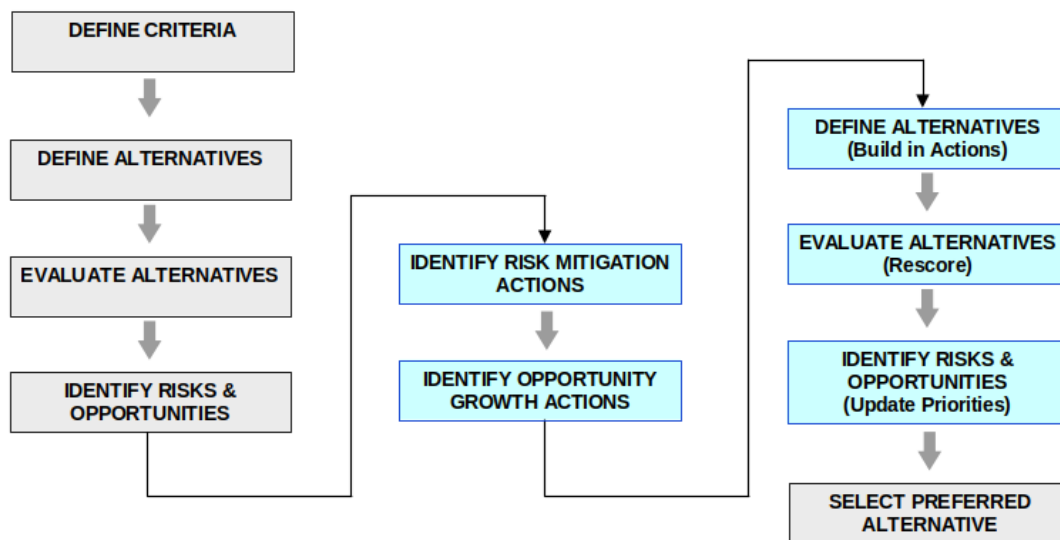 DEFINE CRITERIA
DEFINE ALTERNATIVES
EVALUATE ALTERNATIVES
IDENTIFY RISKS &
OPPORTUNITIES
IDENTIFY RISK MITIGATION
ACTIONS
IDENTIFY OPPORTUNITY
GROWTH ACTIONS
DEFINE ALTERNATIVES
(Build in Actions)
EVALUATE ALTERNATIVES
(Rescore)
IDENTIFY RISKS &
OPPORTUNITIES
(Update Priorities)
SELECT PREFERRED
ALTERNATIVE